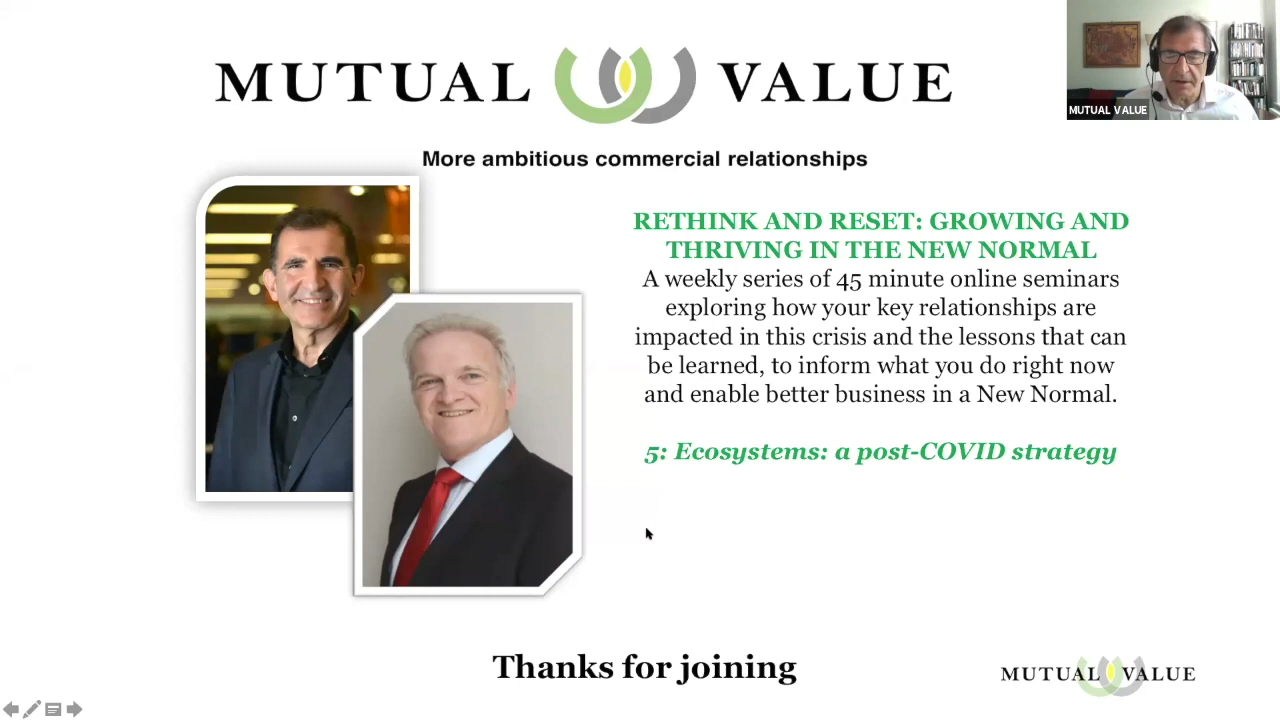 MUTUAL VALUE
MUTUAL VALUE
More ambitious commercial relationships
RETHINK AND RESET: GROWING AND
THRIVING IN THE NEW NORMAL
A weekly series of 45 minute online seminars
exploring how your key relationships are
impacted in this crisis and the lessons that can
be learned, to inform what you do right now
and enable better business in a New Normal.
5: Ecosystems: a post-COVID strategy
Thanks for joining
MUTUAL VALUE